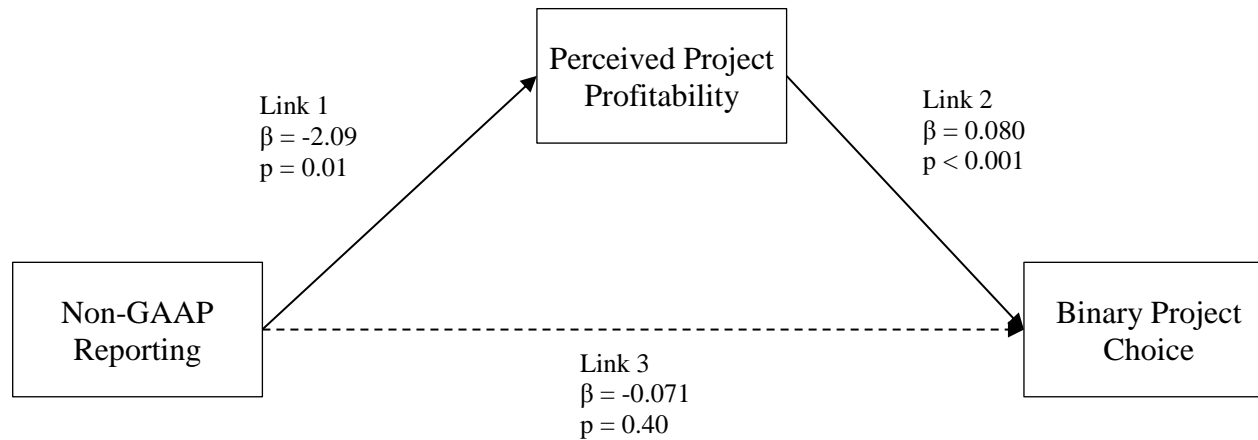 Perceived Project
Profitability
Link 1
β = -2.09
p = 0.01
Link 2
β = 0.080
p < 0.001
Non-GAAP
Reporting
Binary Project
Choice
Link 3
β = -0.071
p = 0.40